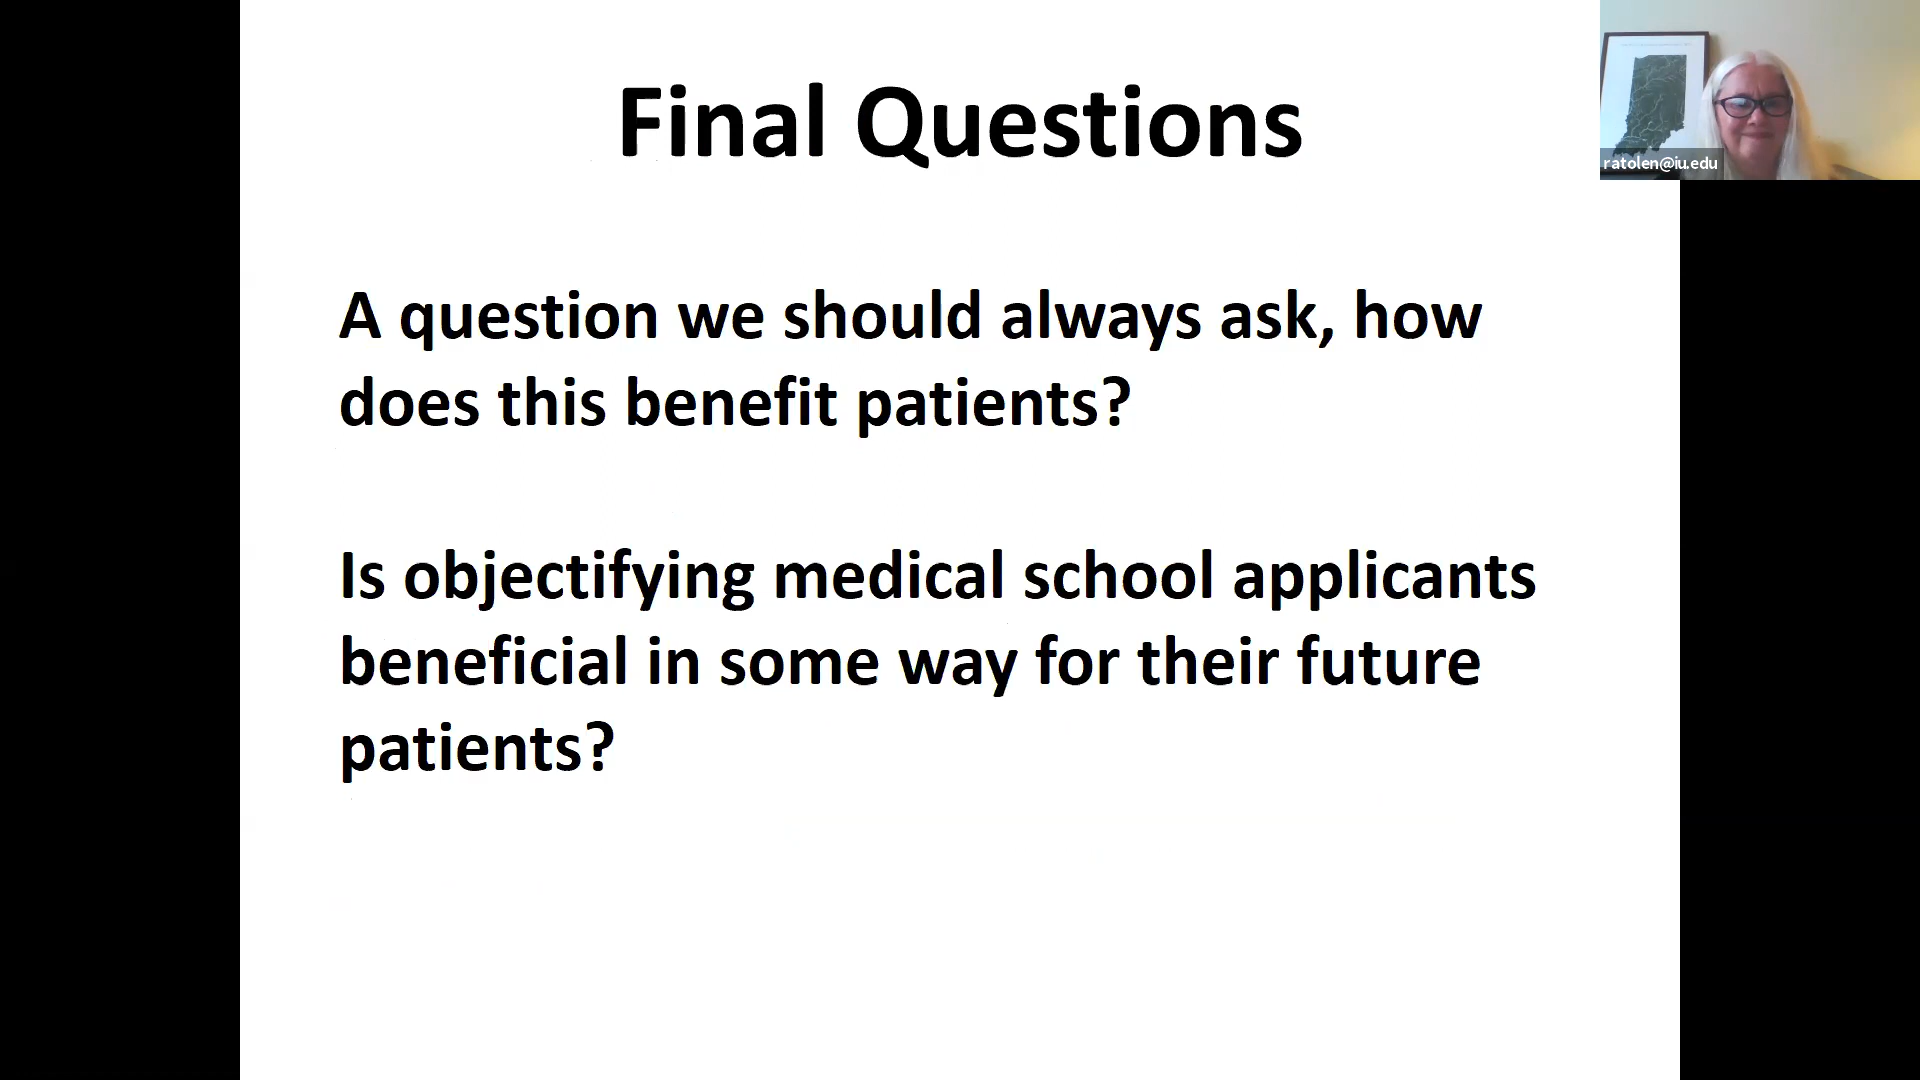 Final Questions
ratolen@iu.edu
A question we should always ask, how
does this benefit patients?
Is objectifying medical school applicants
beneficial in some way for their future
patients?